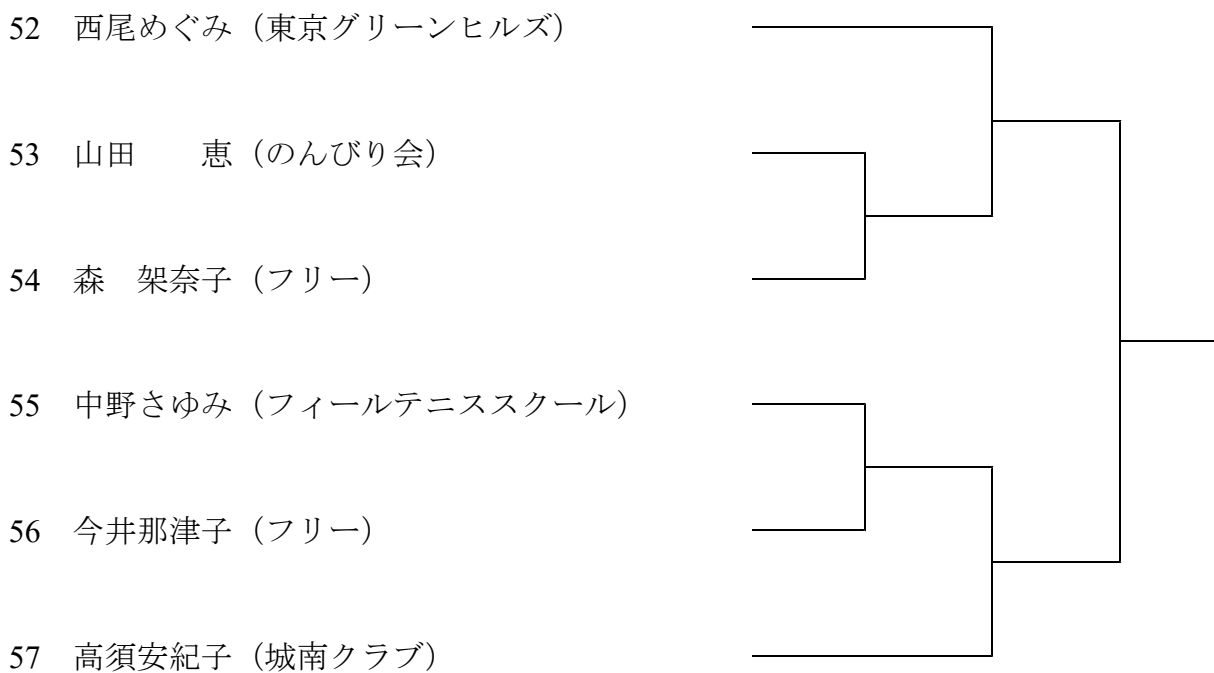 52 西尾めぐみ（東京グリーンヒルズ）
53 山田　　恵（のんびり会）
54 森　架奈子（フリー）
55 中野さゆみ（フィールテニススクール）
56 今井那津子（フリー）
57 高須安紀子（城南クラブ）